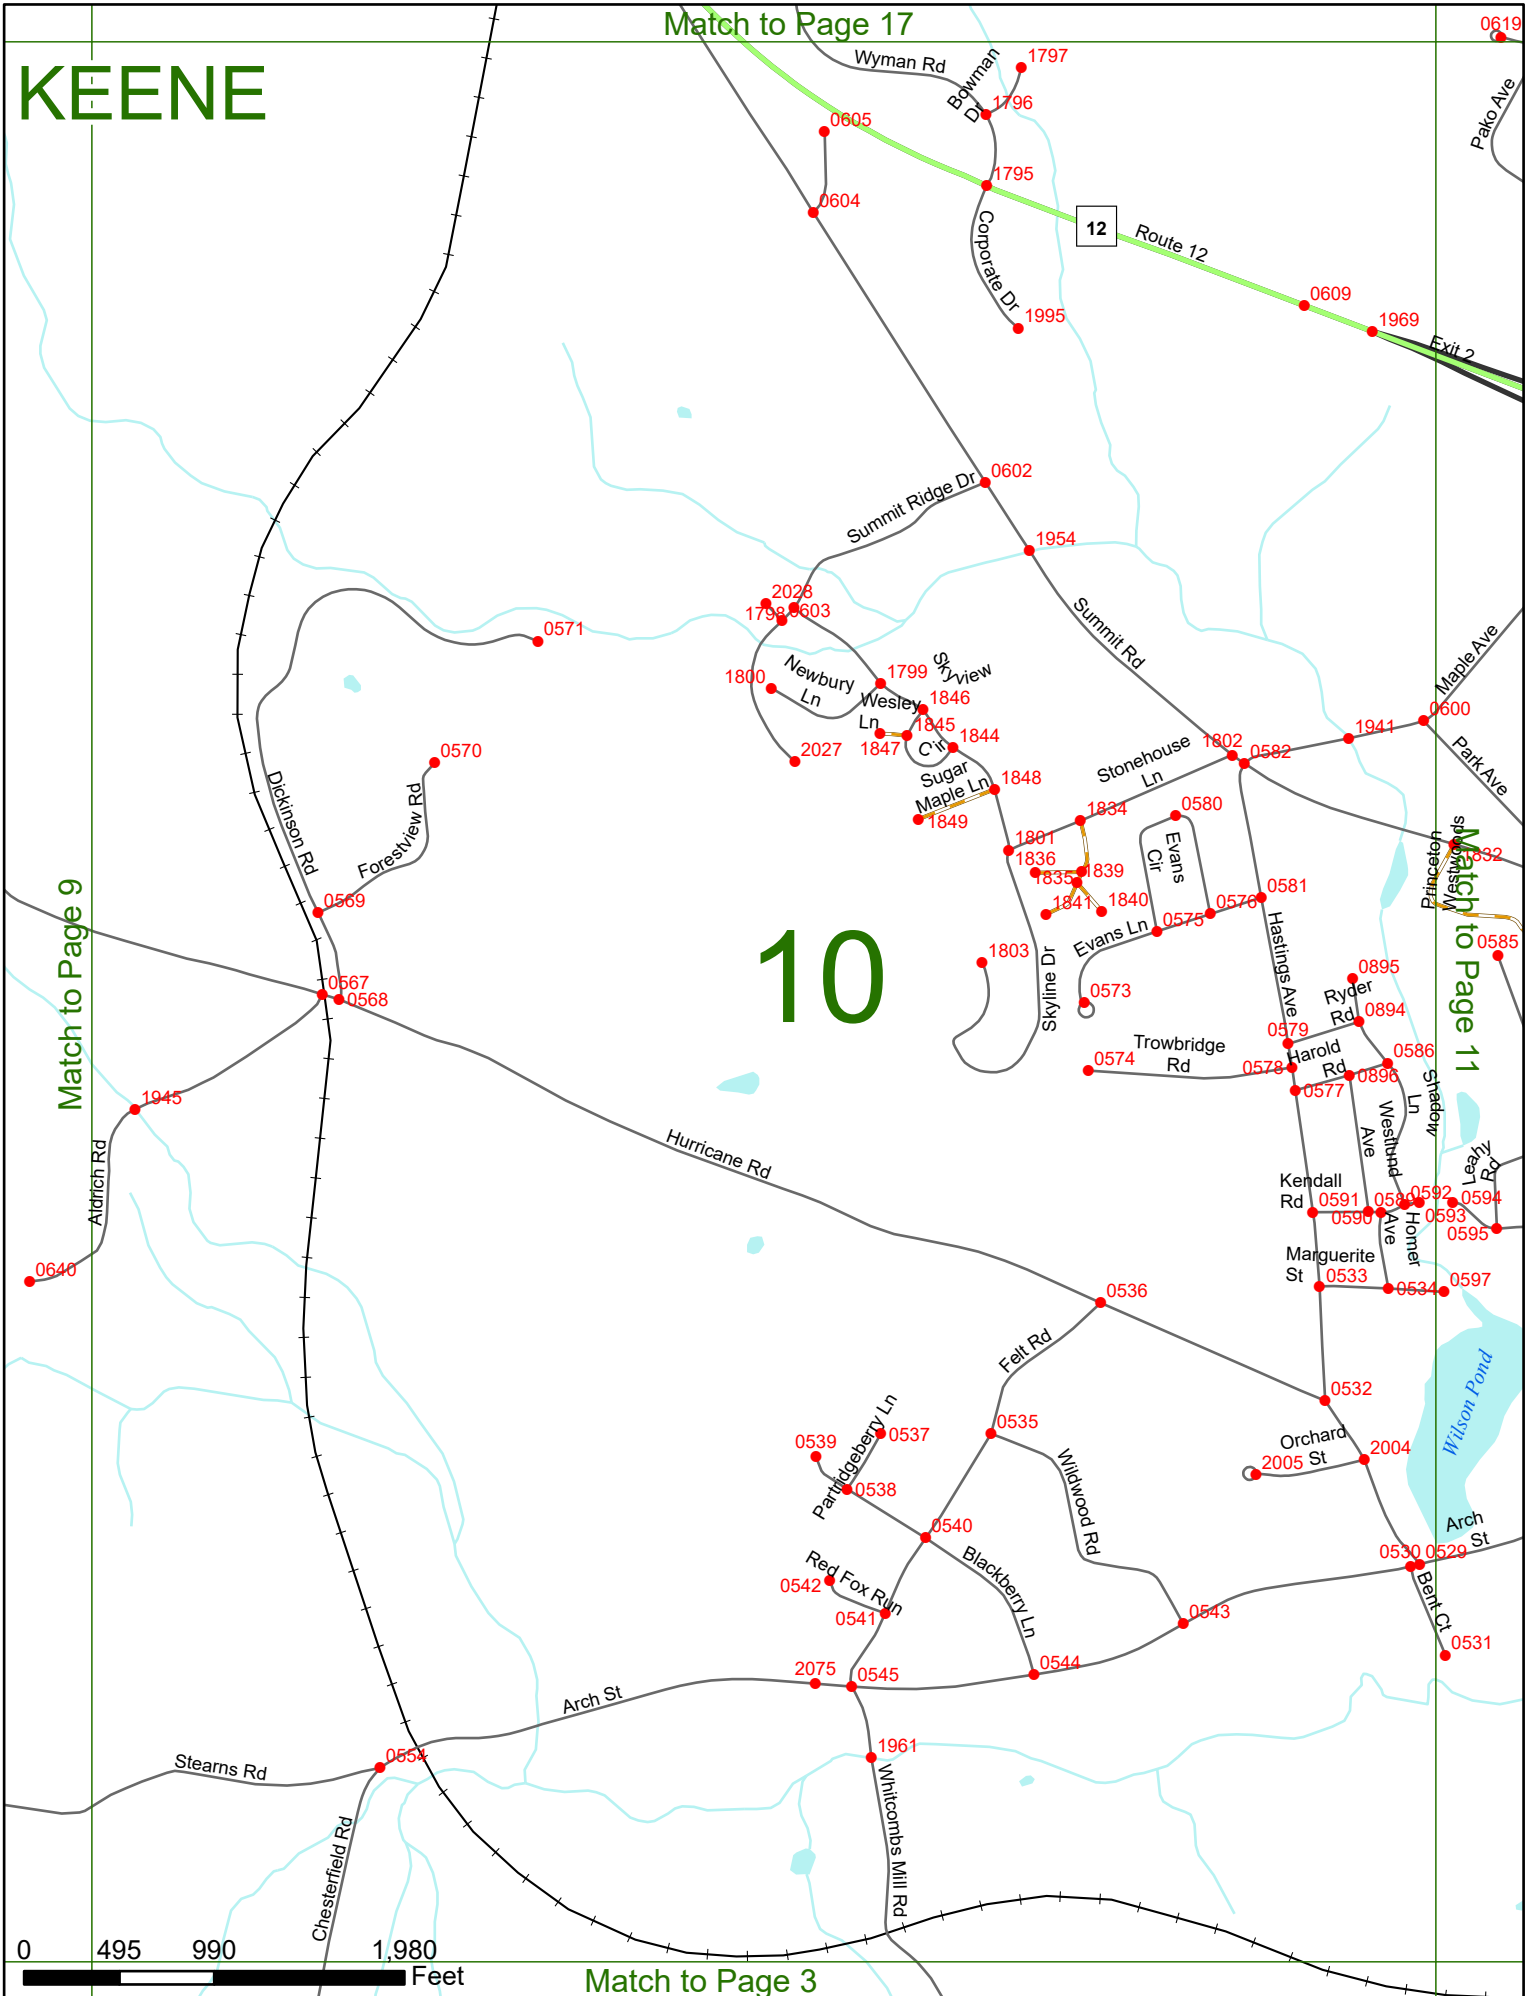 Match to Page 17
0619
KEENE
Wyman Rd
Bowman
Dr
1797
1796
Pako Ave
0605
1795
0604
12
Route 12
Corporate Dr
0609
1995
1969
Exit 2
0602
Summit Ridge Dr
1954
2028
1798
0603
Summit Rd
0571
Maple Ave
Newbury
Ln
1800
1799
Skyview
Cir
1846
Wesley
Ln
1845
1847
1844
0600
1941
1802
0582
Park Ave
0570
2027
Stonehouse
Ln
Sugar
Maple Ln
1848
1849
Dickinson Rd
Forestview Rd
1834
0580
Evans
Cir
1801
1836
1839
1835
1832
Princeton
Westwoods
Match to Page 9
0569
1841
1840
0576
0581
0575
Evans Ln
10
Match to Page 11
Hastings Ave
0585
1803
Skyline Dr
0895
Ryder
Rd
0567
0568
0573
0894
0579
Trowbridge
Rd
0574
0578
Harold
Rd
0586
0896
0577
Shadow
Ln
1945
Westlund
Ave
Hurricane Rd
Leahy
Rd
Aldrich Rd
Kendall
Rd
0591
0590
0589
0592
0593
0594
0595
Homer
Ave
0640
Marguerite
St
0533
0534
0597
0536
Felt Rd
Wilson Pond
0532
Partridgeberry Ln
0537
0535
0539
Orchard
St
2004
2005
Wildwood Rd
0538
0540
Arch
St
Blackberry Ln
0530
0529
Red Fox Run
0542
Bent Ct
0541
0543
0531
2075
0545
0544
Arch St
0554
1961
Stearns Rd
Whitcombs Mill Rd
Chesterfield Rd
0 495 990 1,980
Feet
Match to Page 3